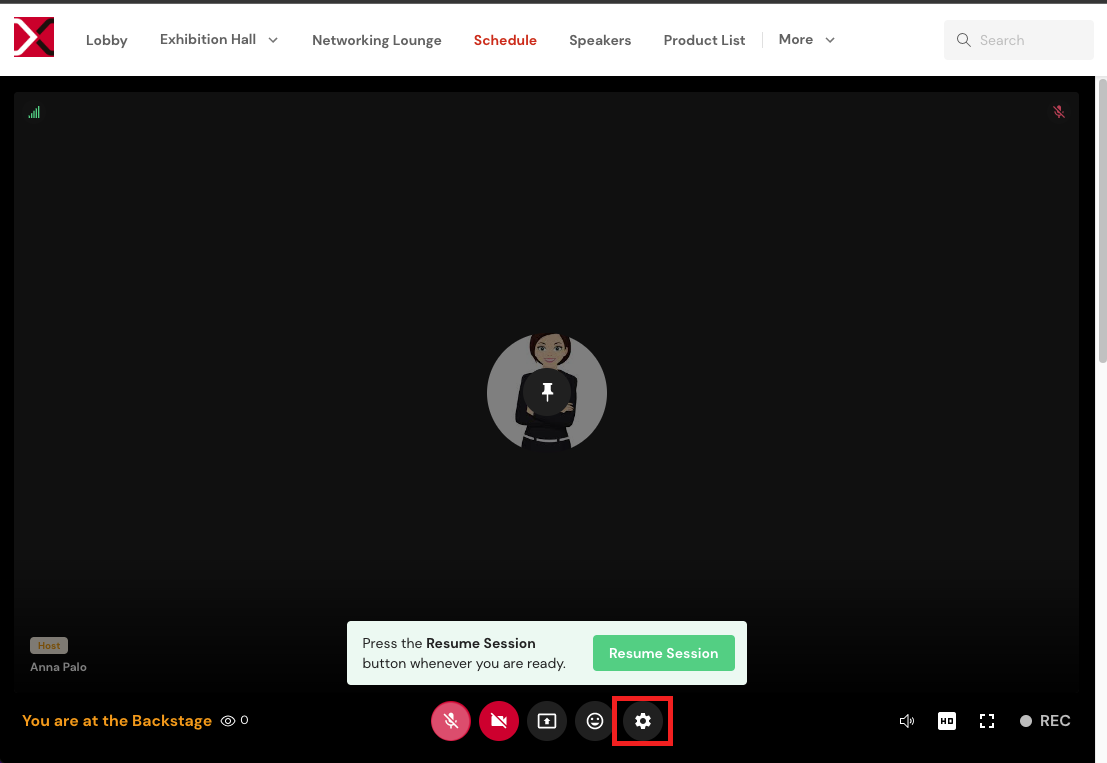 Lobby
Exhibition Hall
Networking Lounge
Schedule
Speakers
Product List
More
Search
Host
Anna Palo
Press the Resume Session
button whenever you are ready.
Resume Session
You are at the Backstage
0
HD
REC